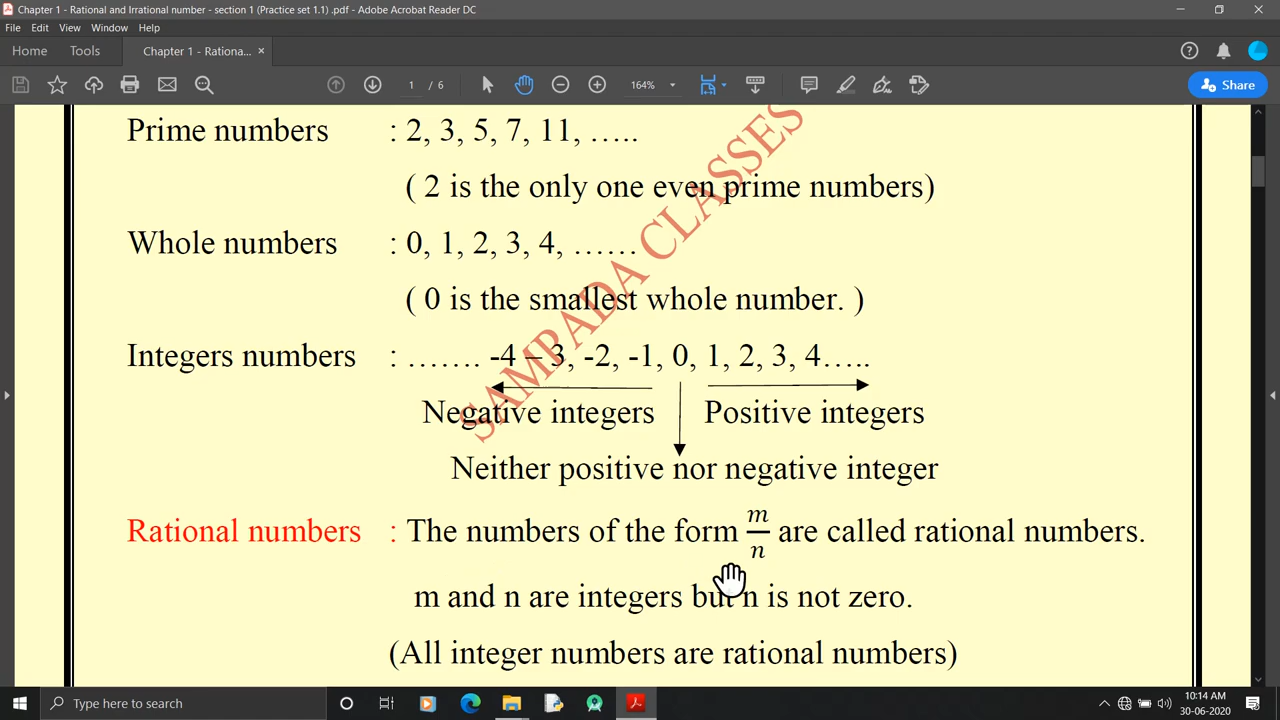 Chapter 1 - Rational and Irrational number - section 1 (Practice set 1.1) .pdf - Adobe Acrobat Reader DC
File Edit View Window Help
Home Tools Chapter 1 - Rationa... ×
1 / 6 164% Share
Prime numbers : 2, 3, 5, 7, 11, …..
( 2 is the only one even prime numbers)
Whole numbers : 0, 1, 2, 3, 4, ……
( 0 is the smallest whole number. )
Integers numbers : ……. -4 – 3, -2, -1, 0, 1, 2, 3, 4…..
Negative integers Positive integers
Neither positive nor negative integer
Rational numbers : The numbers of the form m/n are called rational numbers.
m and n are integers but n is not zero.
(All integer numbers are rational numbers)
SAMPADA CLASSES
Type here to search
10:14 AM
30-06-2020